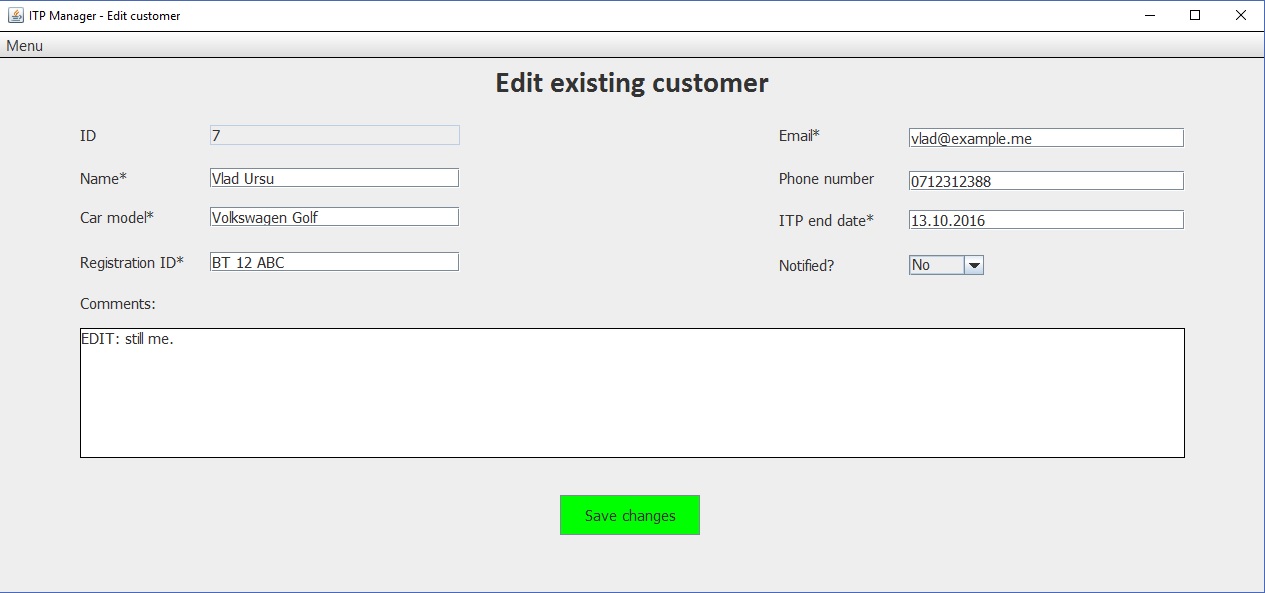 ITP Manager - Edit customer
Menu
Edit existing customer
ID 7
Email* vlad@example.me
Name* Vlad Ursu
Phone number 0712312388
Car model* Volkswagen Golf
ITP end date* 13.10.2016
Registration ID* BT 12 ABC
Notified? No
Comments:
EDIT: still me.
Save changes